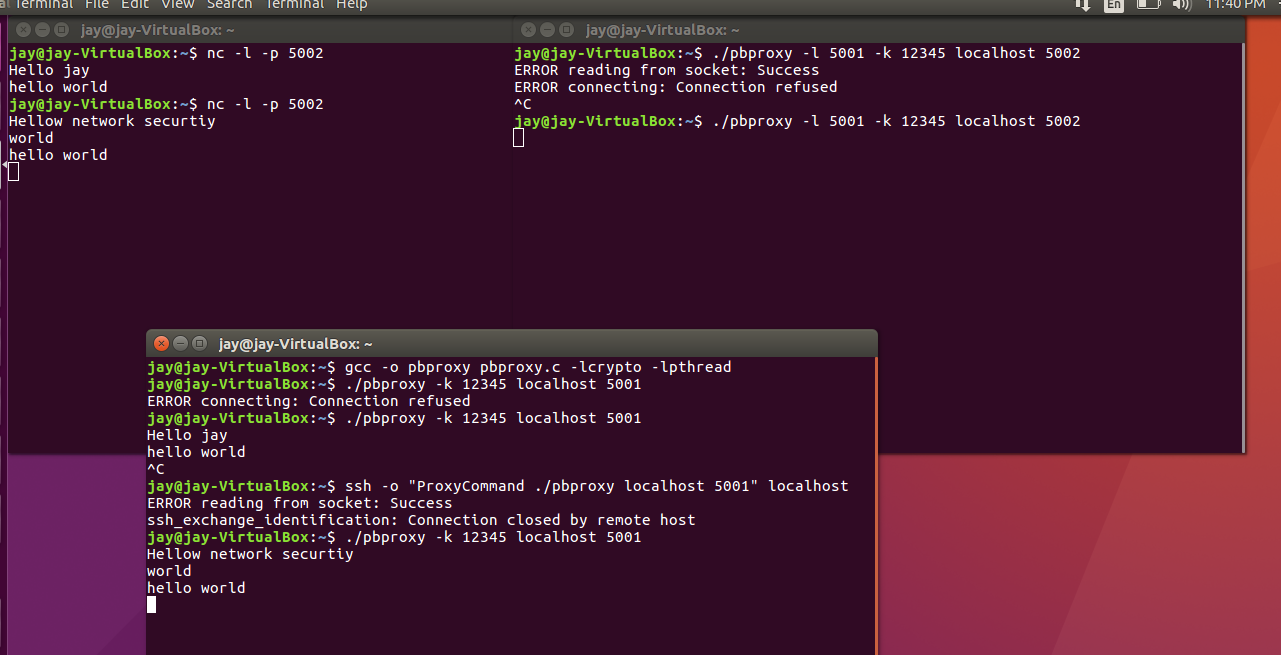 Terminal File Edit View Search Terminal Help
En 11:40 PM
jay@jay-VirtualBox: ~
jay@jay-VirtualBox:~$ nc -l -p 5002
Hello jay
hello world
jay@jay-VirtualBox:~$ nc -l -p 5002
Hellow network securtiy
world
hello world
jay@jay-VirtualBox: ~
jay@jay-VirtualBox:~$ ./pbproxy -l 5001 -k 12345 localhost 5002
ERROR reading from socket: Success
ERROR connecting: Connection refused
^C
jay@jay-VirtualBox:~$ ./pbproxy -l 5001 -k 12345 localhost 5002
jay@jay-VirtualBox: ~
jay@jay-VirtualBox:~$ gcc -o pbproxy pbproxy.c -lcrypto -lpthread
jay@jay-VirtualBox:~$ ./pbproxy -k 12345 localhost 5001
ERROR connecting: Connection refused
jay@jay-VirtualBox:~$ ./pbproxy -k 12345 localhost 5001
Hello jay
hello world
^C
jay@jay-VirtualBox:~$ ssh -o "ProxyCommand ./pbproxy localhost 5001" localhost
ERROR reading from socket: Success
ssh_exchange_identification: Connection closed by remote host
jay@jay-VirtualBox:~$ ./pbproxy -k 12345 localhost 5001
Hellow network securtiy
world
hello world